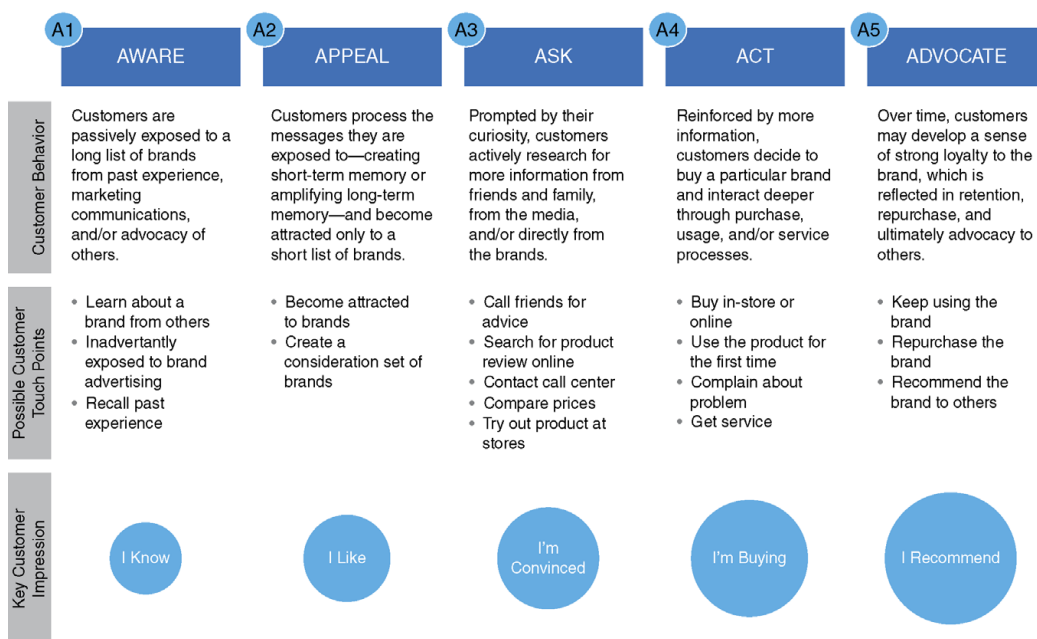 A1
AWARE
A2
APPEAL
A3
ASK
A4
ACT
A5
ADVOCATE
Customer Behavior
Customers are
passively exposed to a
long list of brands
from past experience,
marketing
communications,
and/or advocacy of
others.
Customers process the
messages they are
exposed to—creating
short-term memory or
amplifying long-term
memory—and become
attracted only to a
short list of brands.
Prompted by their
curiosity, customers
actively research for
more information from
friends and family,
from the media,
and/or directly from
the brands.
Reinforced by more
information,
customers decide to
buy a particular brand
and interact deeper
through purchase,
usage, and/or service
processes.
Over time, customers
may develop a sense
of strong loyalty to the
brand, which is
reflected in retention,
repurchase, and
ultimately advocacy to
others.
Possible Customer
Touch Points
• Learn about a
brand from others
• Inadvertently
exposed to brand
advertising
• Recall past
experience
• Become attracted
to brands
• Create a
consideration set of
brands
• Call friends for
advice
• Search for product
review online
• Contact call center
• Compare prices
• Try out product at
stores
• Buy in-store or
online
• Use the product for
the first time
• Complain about
problem
• Get service
• Keep using the
brand
• Repurchase the
brand
• Recommend the
brand to others
Key Customer
Impression
I Know
I Like
I'm
Convinced
I'm Buying
I Recommend